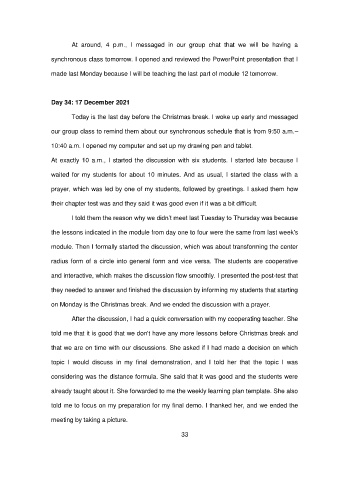 At around, 4 p.m., I messaged in our group chat that we will be having a
synchronous class tomorrow. I opened and reviewed the PowerPoint presentation that I
made last Monday because I will be teaching the last part of module 12 tomorrow.
Day 34: 17 December 2021
Today is the last day before the Christmas break. I woke up early and messaged
our group class to remind them about our synchronous schedule that is from 9:50 a.m.–
10:40 a.m. I opened my computer and set up my drawing pen and tablet.
At exactly 10 a.m., I started the discussion with six students. I started late because I
waited for my students for about 10 minutes. And as usual, I started the class with a
prayer, which was led by one of my students, followed by greetings. I asked them how
their chapter test was and they said it was good even if it was a bit difficult.
I told them the reason why we didn't meet last Tuesday to Thursday was because
the lessons indicated in the module from day one to four were the same from last week's
module. Then I formally started the discussion, which was about transforming the center
radius form of a circle into general form and vice versa. The students are cooperative
and interactive, which makes the discussion flow smoothly. I presented the post-test that
they needed to answer and finished the discussion by informing my students that starting
on Monday is the Christmas break. And we ended the discussion with a prayer.
After the discussion, I had a quick conversation with my cooperating teacher. She
told me that it is good that we don't have any more lessons before Christmas break and
that we are on time with our discussions. She asked if I had made a decision on which
topic I would discuss in my final demonstration, and I told her that the topic I was
considering was the distance formula. She said that it was good and the students were
already taught about it. She forwarded to me the weekly learning plan template. She also
told me to focus on my preparation for my final demo. I thanked her, and we ended the
meeting by taking a picture.
33